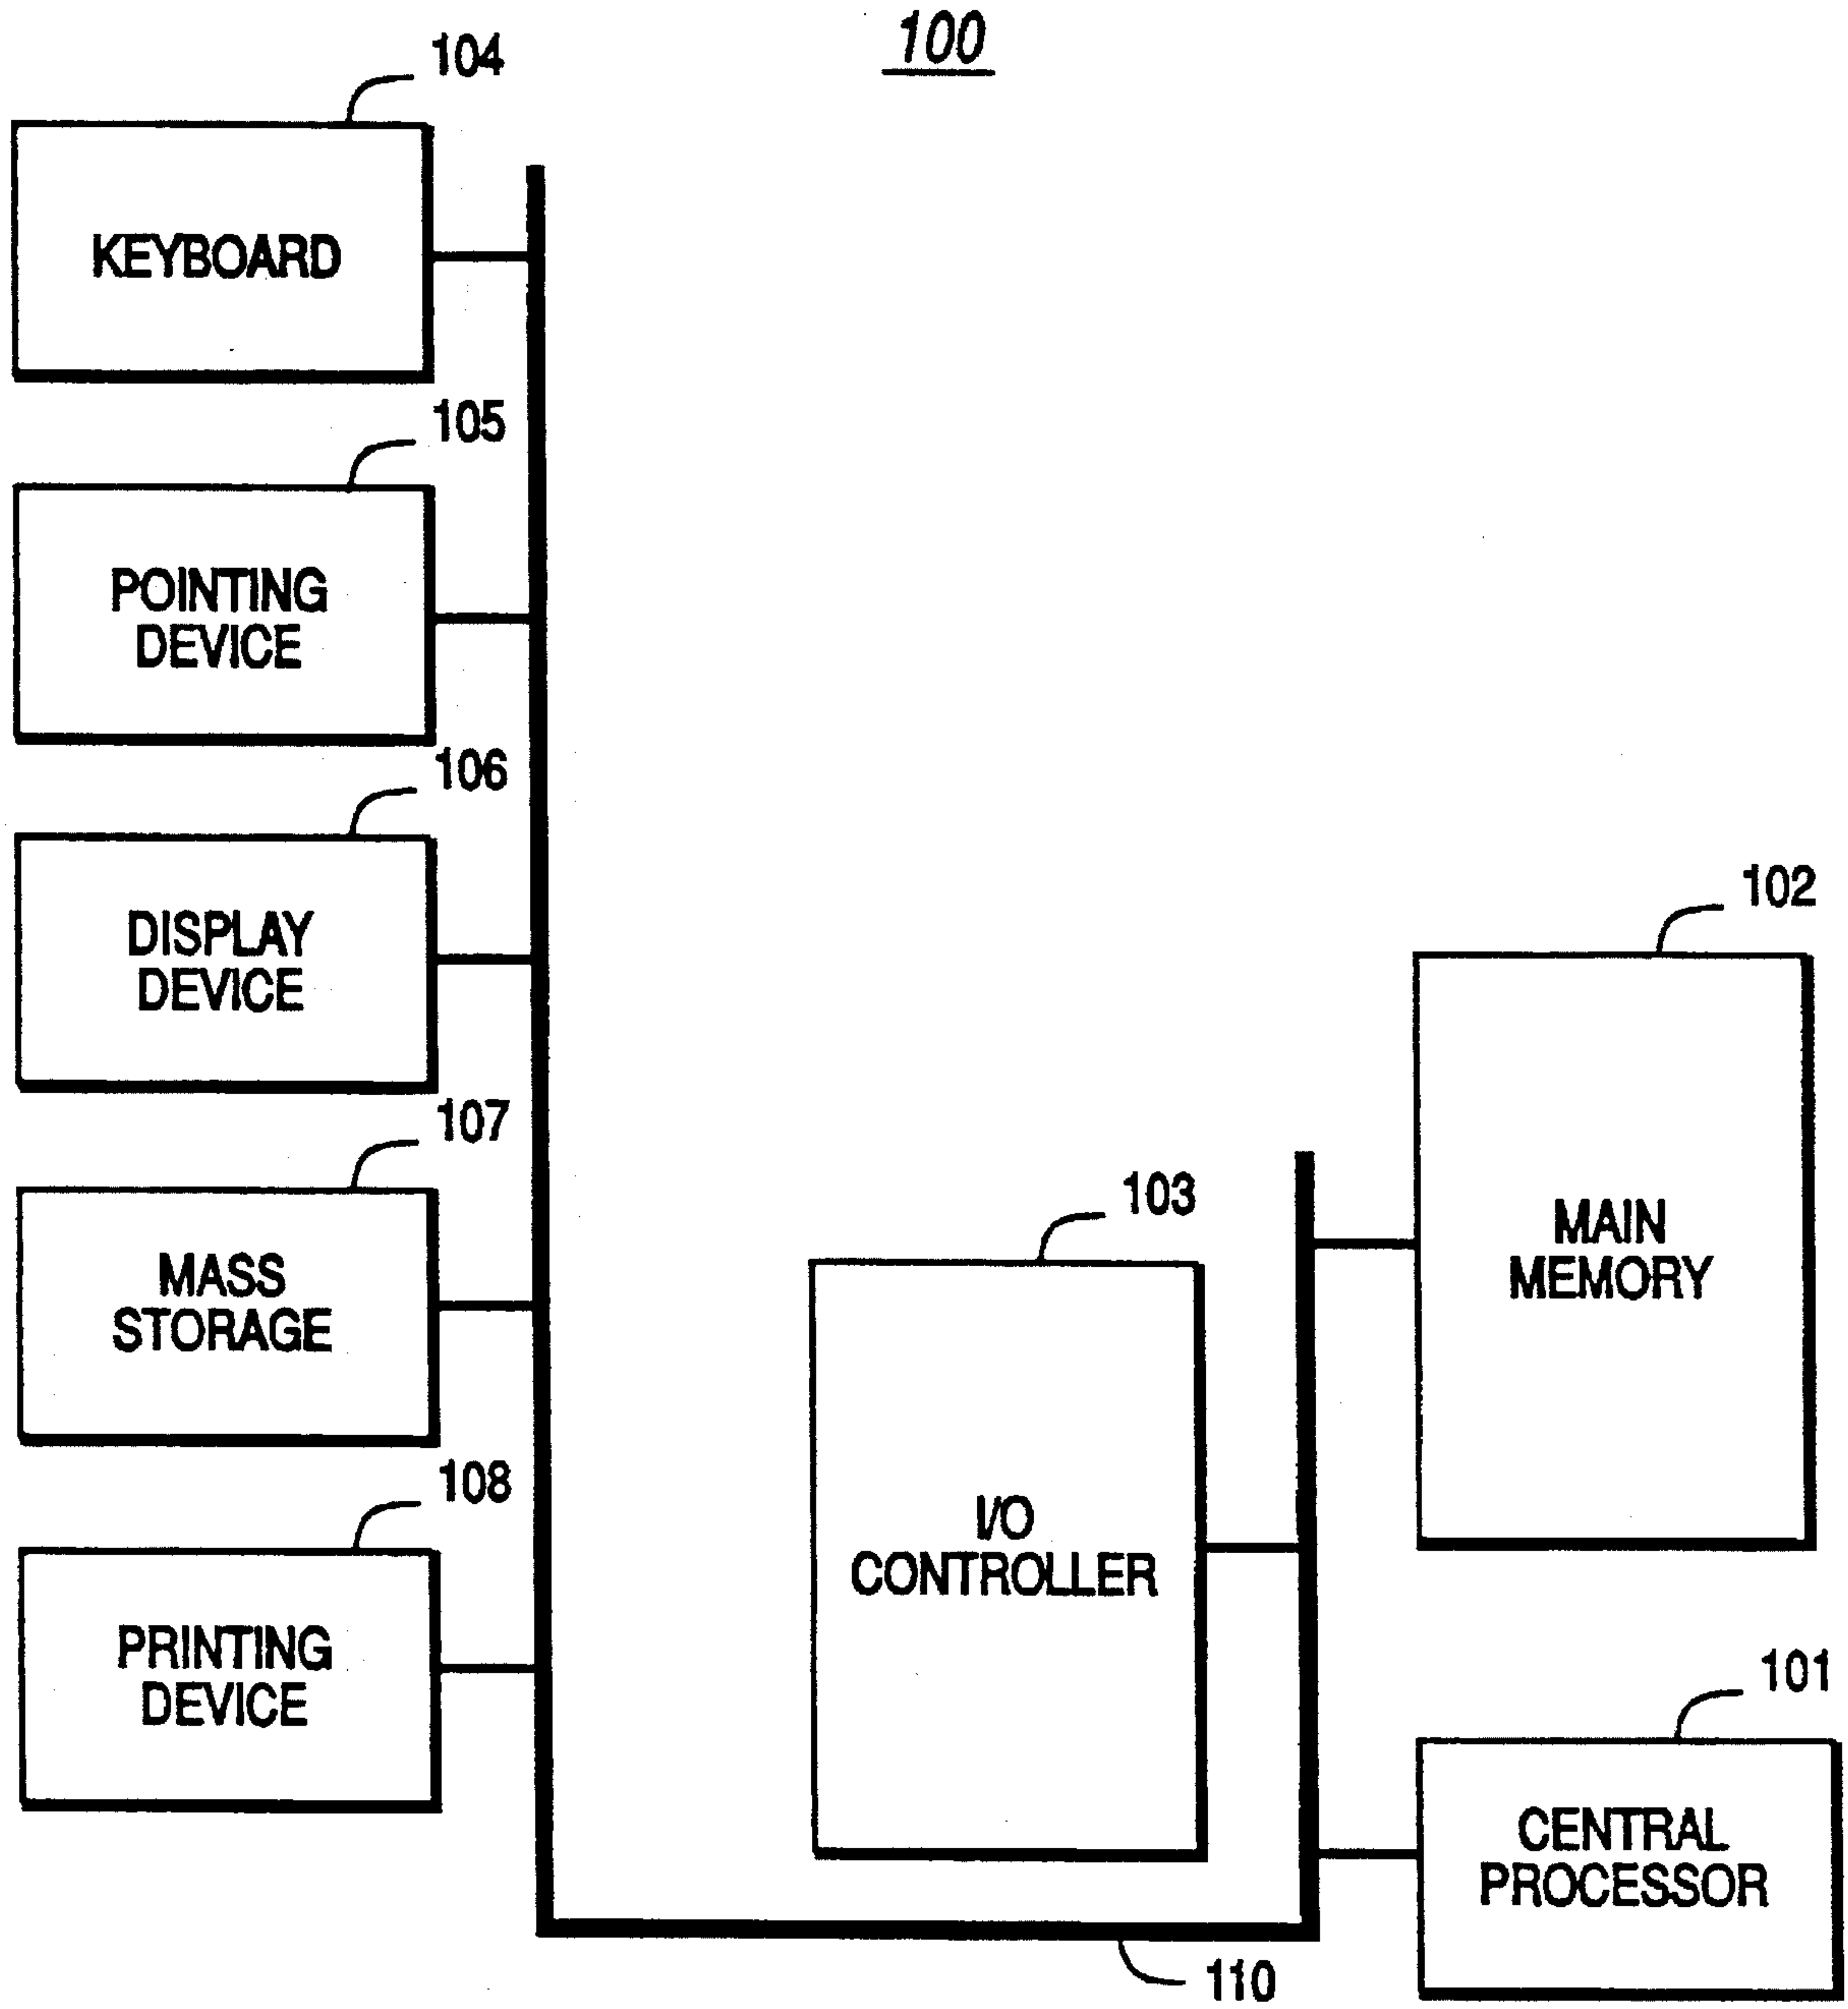 100
104
KEYBOARD
105
POINTING
DEVICE
106
DISPLAY
DEVICE
107
MASS
STORAGE
108
PRINTING
DEVICE
103
I/O
CONTROLLER
102
MAIN
MEMORY
101
CENTRAL
PROCESSOR
110